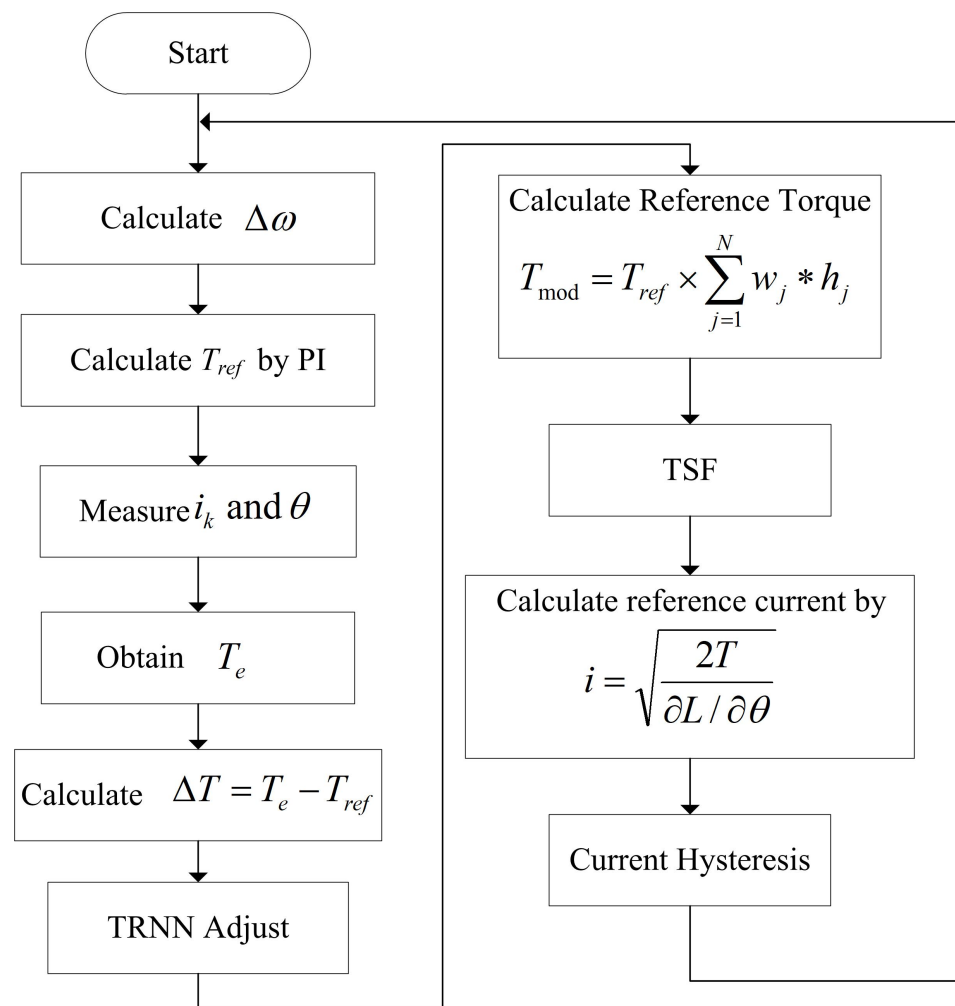 Start
Calculate Δω
Calculate T_ref by PI
Measure i_k and θ
Obtain T_e
Calculate ΔT = T_e − T_ref
TRNN Adjust
Calculate Reference Torque
T_mod = T_ref × ∑_{j=1}^{N} w_j * h_j
TSF
Calculate reference current by
i = √(2T / (∂L / ∂θ))
Current Hysteresis